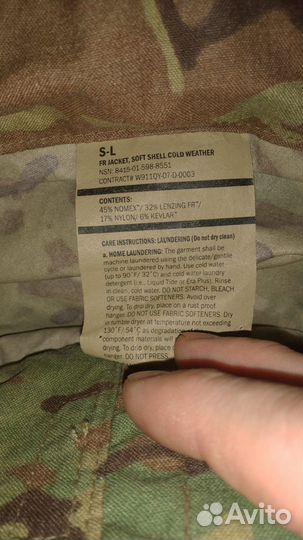 S-L
FR JACKET, SOFT SHELL COLD WEATHER
NSN: 8415-01-598-8551
CONTRACT# W911QY-07-D-0003
CONTENTS:
45% NOMEX™/ 32% LENZING FR™/
17% NYLON/ 6% KEVLAR™
CARE INSTRUCTIONS: LAUNDERING (Do not dry clean)
a. HOME LAUNDERING: The garment shall be
machine laundered using the delicate/gentle
cycle or laundered by hand. Use cold water
(up to 90˚F/ 32˚C) and cold water laundry
detergent (i.e., Liquid Tide or Era Plus). Rinse
in clean, cold water. DO NOT STARCH, BLEACH
OR USE FABRIC SOFTENERS. Avoid over
drying. To drip dry, place on a rust proof
hanger. DO NOT USE FABRIC SOFTENERS. Dry
in tumble dryer at temperature not exceeding
130˚F/ 54˚C as degradation
component materials will
drying. To drip dry, place
hanger. DO NOT PRESS
Avito